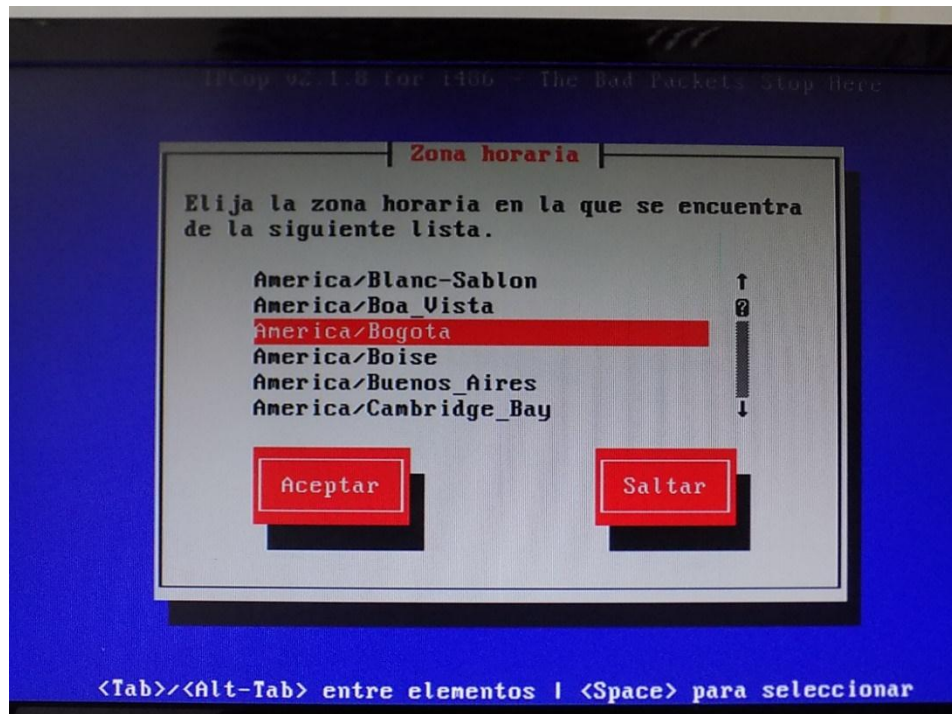 IPCop v2.1.8 for i486 - The Bad Packets Stop Here
Zona horaria
Elija la zona horaria en la que se encuentra
de la siguiente lista.
America/Blanc-Sablon
America/Boa_Vista
America/Bogota
America/Boise
America/Buenos_Aires
America/Cambridge_Bay
Aceptar Saltar
<Tab>/<Alt-Tab> entre elementos | <Space> para seleccionar